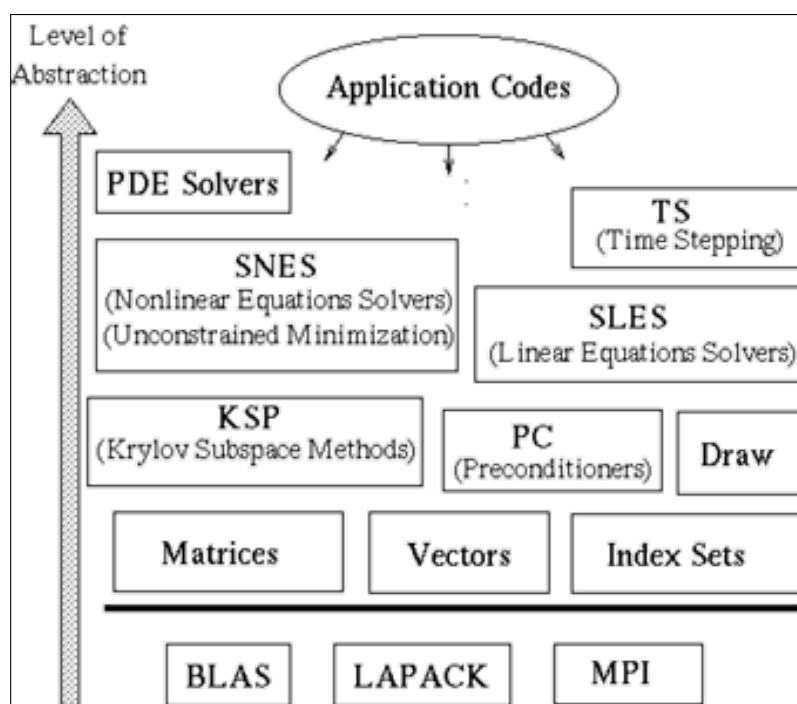 Level of
Abstraction
Application Codes
PDE Solvers
TS
(Time Stepping)
SNES
(Nonlinear Equations Solvers)
(Unconstrained Minimization)
SLES
(Linear Equations Solvers)
KSP
(Krylov Subspace Methods)
PC
(Preconditioners)
Draw
Matrices
Vectors
Index Sets
BLAS
LAPACK
MPI